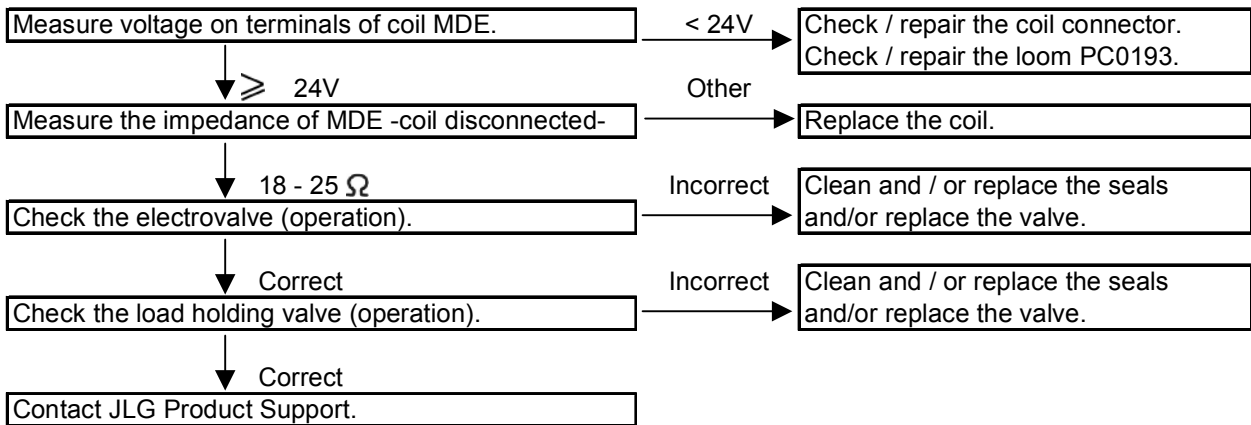 Measure voltage on terminals of coil MDE.
< 24V
Check / repair the coil connector.
Check / repair the loom PC0193.
⩾ 24V
Other
Measure the impedance of MDE -coil disconnected-
Replace the coil.
18 - 25 Ω
Incorrect
Clean and / or replace the seals
Check the electrovalve (operation).
and/or replace the valve.
Correct
Incorrect
Clean and / or replace the seals
Check the load holding valve (operation).
and/or replace the valve.
Correct
Contact JLG Product Support.